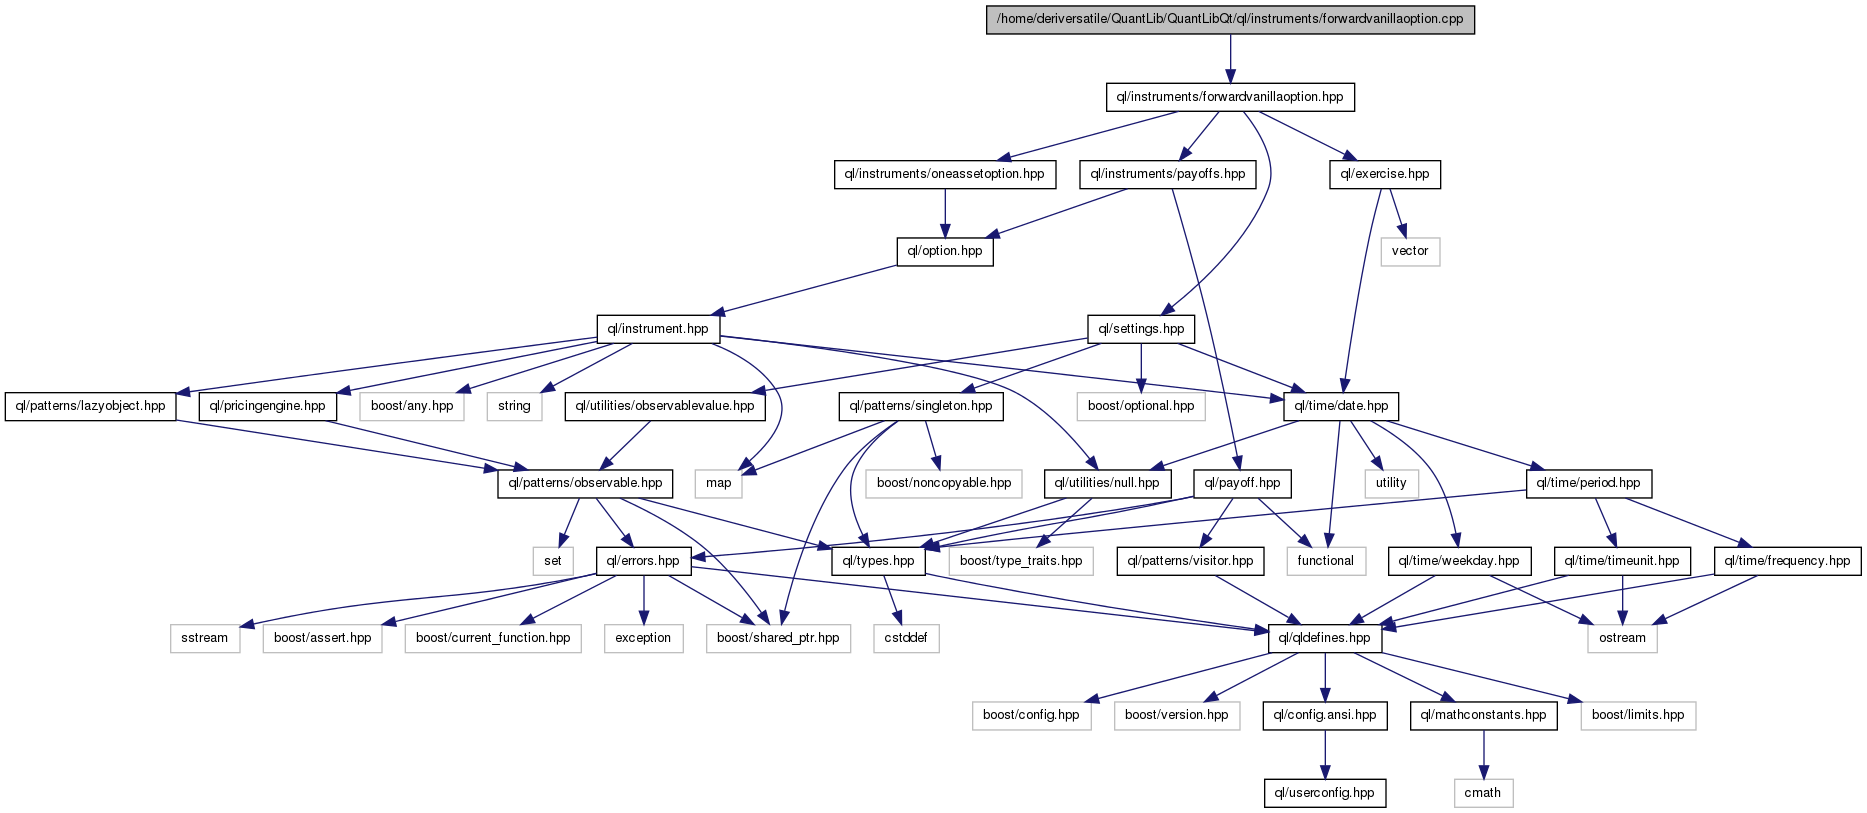 /home/deriversatile/QuantLib/QuantLibQt/ql/instruments/forwardvanillaoption.cpp
ql/instruments/forwardvanillaoption.hpp
ql/instruments/oneassetoption.hpp
ql/instruments/payoffs.hpp
ql/exercise.hpp
ql/option.hpp
vector
ql/instrument.hpp
ql/settings.hpp
ql/patterns/lazyobject.hpp
ql/pricingengine.hpp
boost/any.hpp
string
ql/utilities/observablevalue.hpp
ql/patterns/singleton.hpp
boost/optional.hpp
ql/time/date.hpp
ql/patterns/observable.hpp
map
boost/noncopyable.hpp
ql/utilities/null.hpp
ql/payoff.hpp
utility
ql/time/period.hpp
set
ql/errors.hpp
ql/types.hpp
boost/type_traits.hpp
ql/patterns/visitor.hpp
functional
ql/time/weekday.hpp
ql/time/timeunit.hpp
ql/time/frequency.hpp
sstream
boost/assert.hpp
boost/current_function.hpp
exception
boost/shared_ptr.hpp
cstddef
ql/qldefines.hpp
ostream
boost/config.hpp
boost/version.hpp
ql/config.ansi.hpp
ql/mathconstants.hpp
boost/limits.hpp
ql/userconfig.hpp
cmath